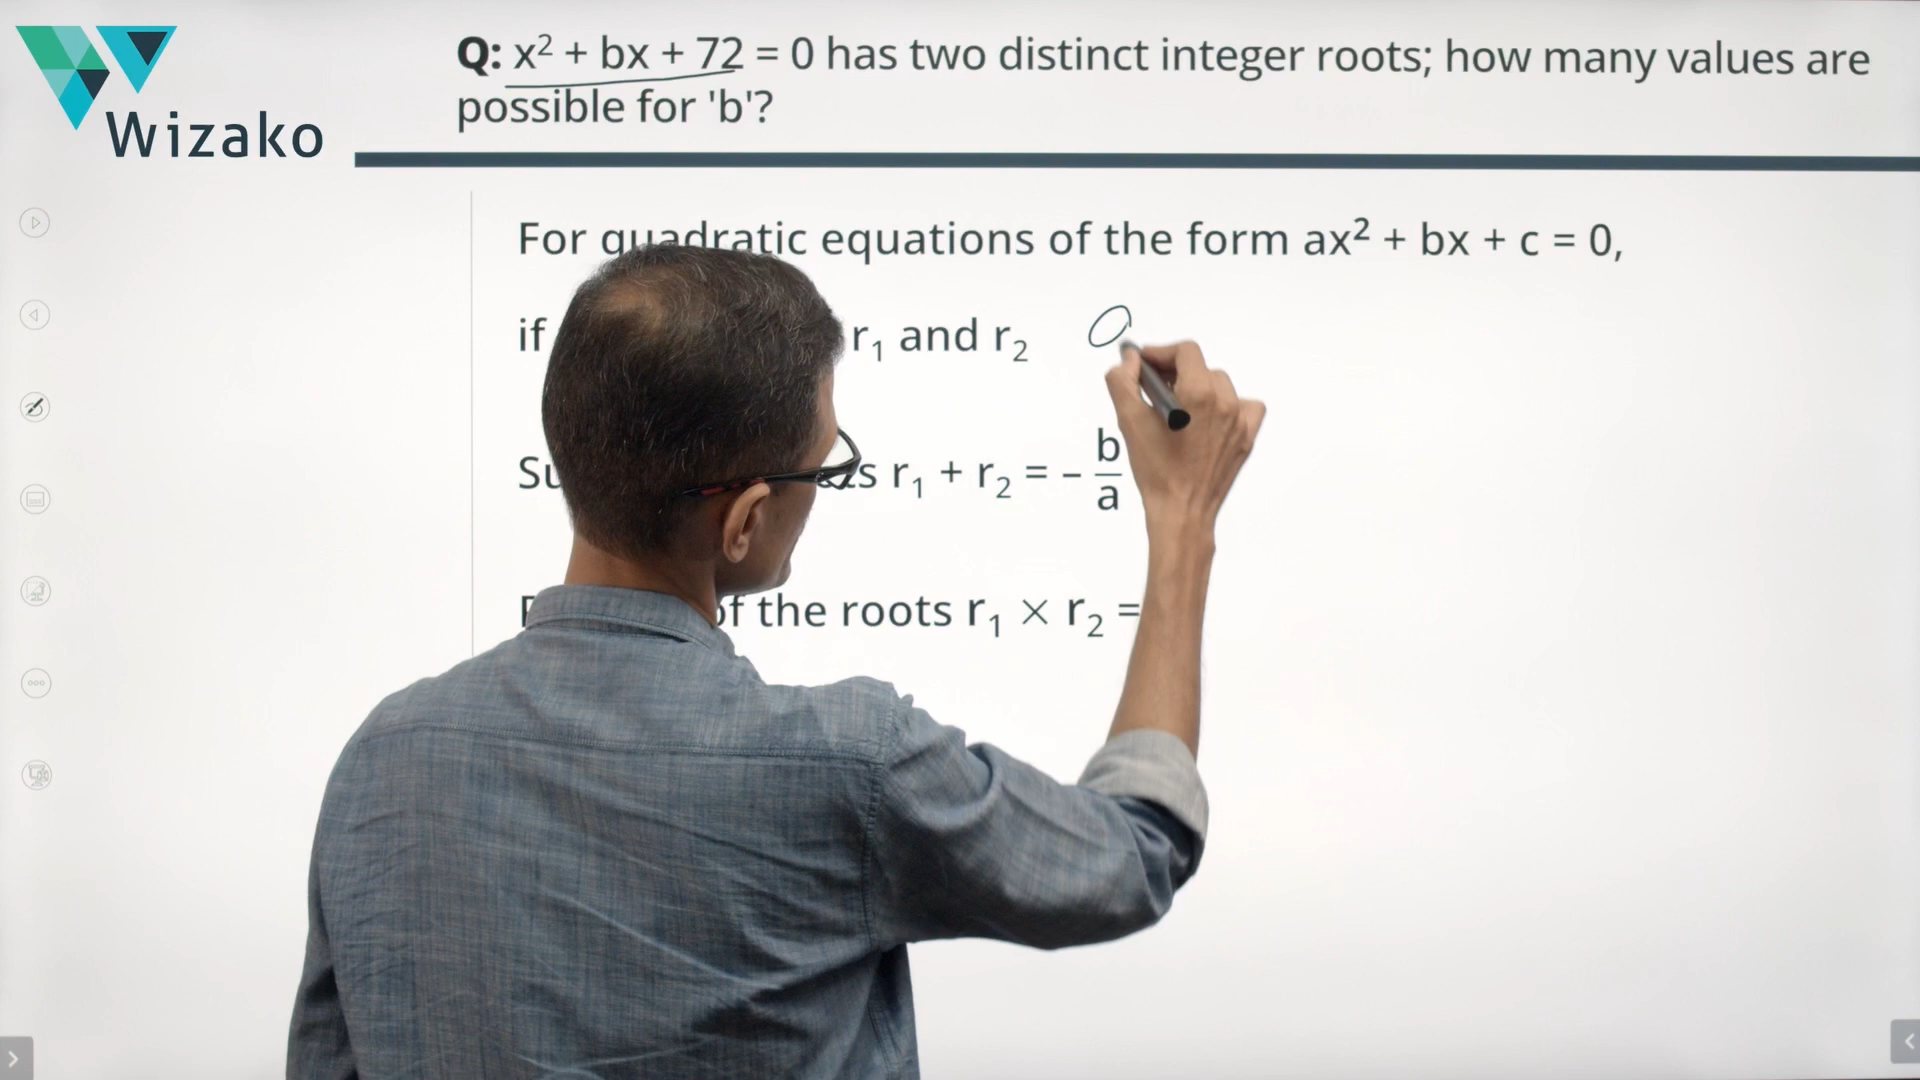 Wizako
Q: x² + bx + 72 = 0 has two distinct integer roots; how many values are
possible for 'b'?
For quadratic equations of the form ax² + bx + c = 0,
if r₁ and r₂
r₁ + r₂ = - b/a
of the roots r₁ × r₂ =